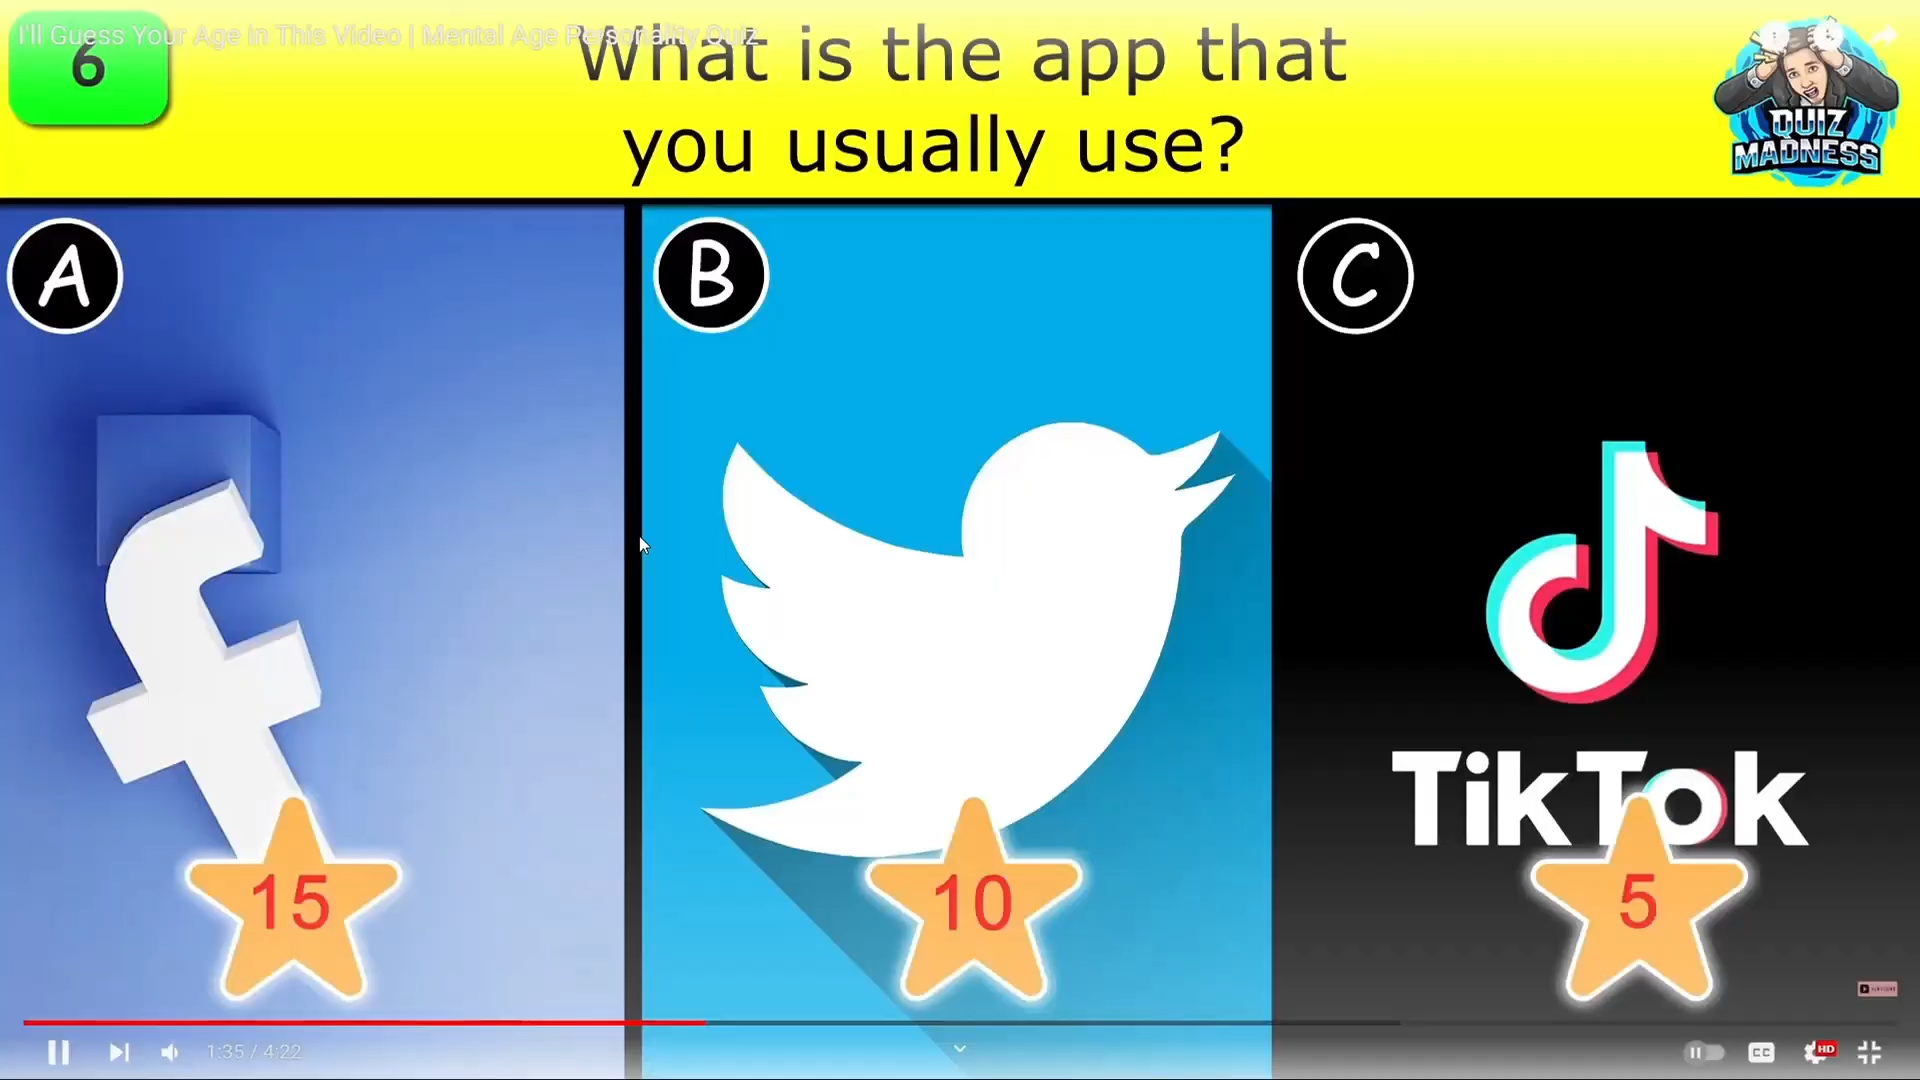 I'll Guess Your Age in This Video | Mental Age Personality Quiz
6
What is the app that
you usually use?
QUIZ
MADNESS
A
B
C
TikTok
15
10
5
1:35 / 4:22
CC
HD